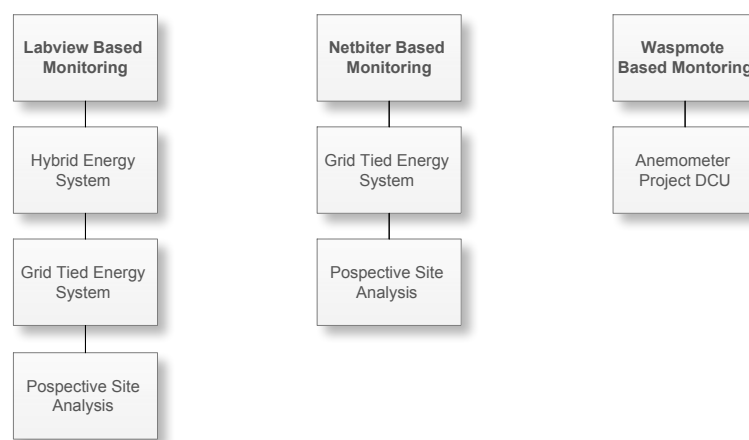 Labview Based
Monitoring
Hybrid Energy
System
Grid Tied Energy
System
Pospective Site
Analysis
Netbiter Based
Monitoring
Grid Tied Energy
System
Pospective Site
Analysis
Waspmote
Based Montoring
Anemometer
Project DCU